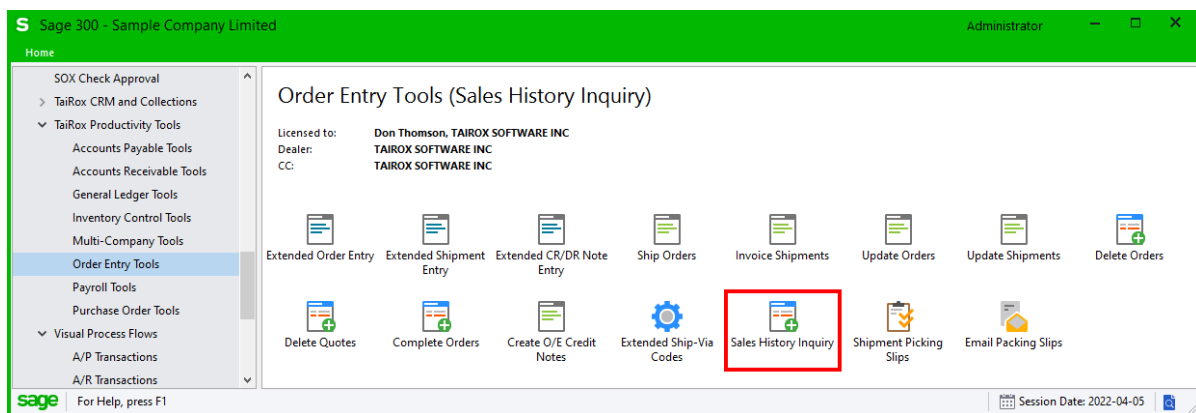 S Sage 300 - Sample Company Limited
Administrator
Home
SOX Check Approval
TaiRox CRM and Collections
TaiRox Productivity Tools
Accounts Payable Tools
Accounts Receivable Tools
General Ledger Tools
Inventory Control Tools
Multi-Company Tools
Order Entry Tools
Payroll Tools
Purchase Order Tools
Visual Process Flows
A/P Transactions
A/R Transactions
Order Entry Tools (Sales History Inquiry)
Licensed to: Don Thomson, TAIROX SOFTWARE INC
Dealer: TAIROX SOFTWARE INC
CC: TAIROX SOFTWARE INC
Extended Order Entry
Extended Shipment
Entry
Extended CR/DR Note
Entry
Ship Orders
Invoice Shipments
Update Orders
Update Shipments
Delete Orders
Delete Quotes
Complete Orders
Create O/E Credit
Notes
Extended Ship-Via
Codes
Sales History Inquiry
Shipment Picking
Slips
Email Packing Slips
sage For Help, press F1
Session Date: 2022-04-05